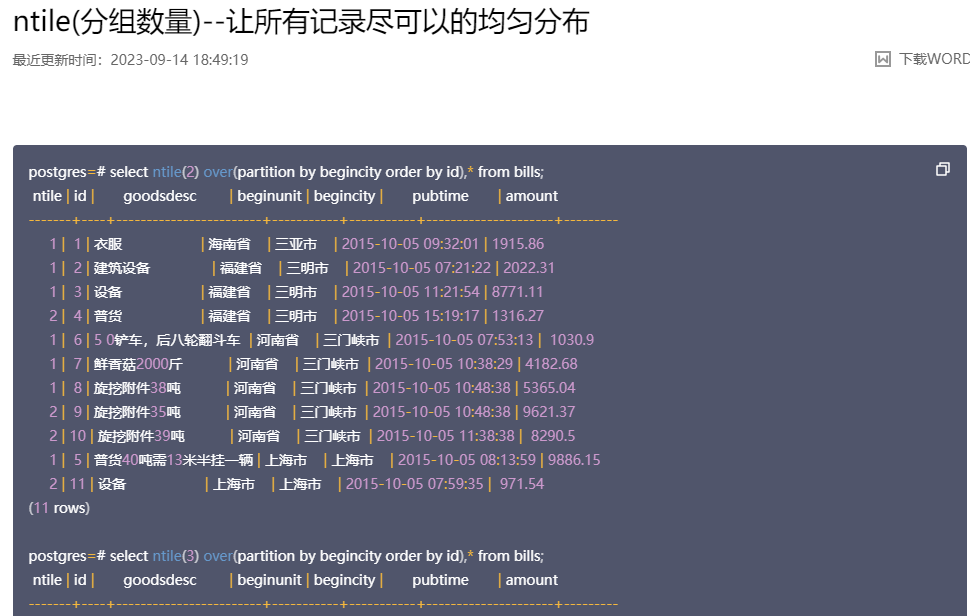 ntile(分组数量)--让所有记录尽可以的均匀分布
最近更新时间：2023-09-14 18:49:19
下载WORD
postgres=# select ntile(2) over(partition by begincity order by id),* from bills;
ntile | id |      goodsdesc       | beginunit | begincity |       pubtime       | amount
-------+----+----------------------+-----------+-----------+---------------------+---------
1 |  1 | 衣服                 | 海南省    | 三亚市    | 2015-10-05 09:32:01 | 1915.86
1 |  2 | 建筑设备             | 福建省    | 三明市    | 2015-10-05 07:21:22 | 2022.31
1 |  3 | 设备                 | 福建省    | 三明市    | 2015-10-05 11:21:54 | 8771.11
2 |  4 | 普货                 | 福建省    | 三明市    | 2015-10-05 15:19:17 | 1316.27
1 |  6 | 5 0铲车，后八轮翻斗车 | 河南省    | 三门峡市  | 2015-10-05 07:53:13 |  1030.9
1 |  7 | 鲜香菇2000斤         | 河南省    | 三门峡市  | 2015-10-05 10:38:29 | 4182.68
1 |  8 | 旋挖附件38吨         | 河南省    | 三门峡市  | 2015-10-05 10:48:38 | 5365.04
2 |  9 | 旋挖附件35吨         | 河南省    | 三门峡市  | 2015-10-05 10:48:38 | 9621.37
2 | 10 | 旋挖附件39吨         | 河南省    | 三门峡市  | 2015-10-05 11:38:38 |  8290.5
1 |  5 | 普货40吨需13米半挂一辆 | 上海市    | 上海市    | 2015-10-05 08:13:59 | 9886.15
2 | 11 | 设备                 | 上海市    | 上海市    | 2015-10-05 07:59:35 |  971.54
(11 rows)
postgres=# select ntile(3) over(partition by begincity order by id),* from bills;
ntile | id |      goodsdesc       | beginunit | begincity |       pubtime       | amount
-------+----+----------------------+-----------+-----------+---------------------+---------